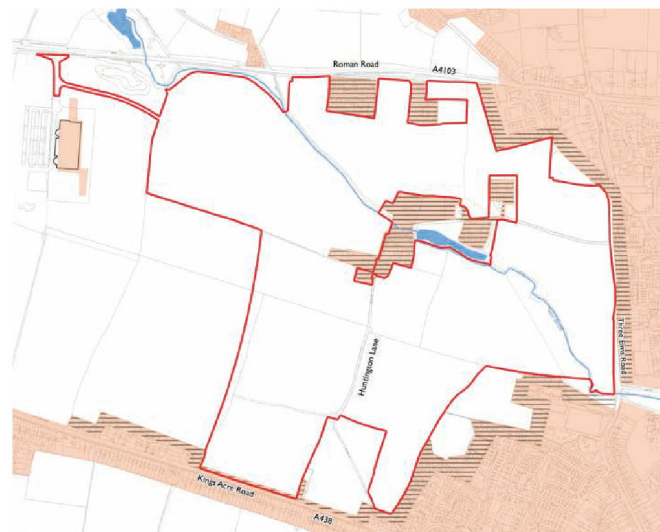 Roman Road
A4103
Three Elms Road
Huntington Lane
Kings Acre Road
A438